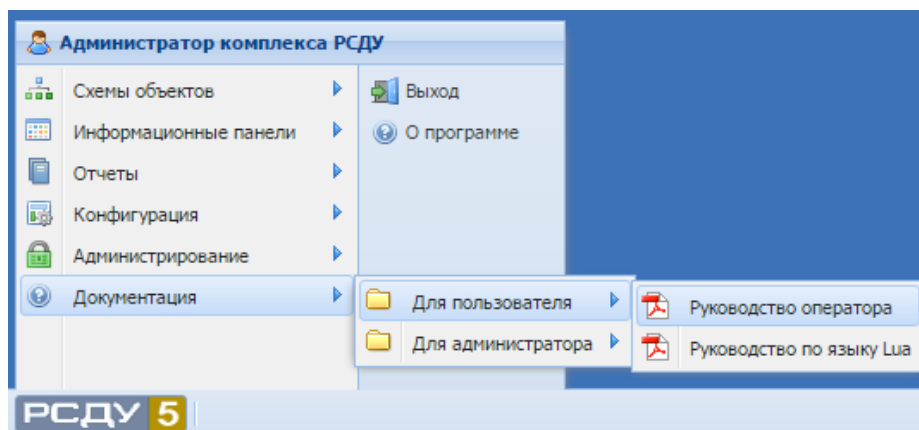 Администратор комплекса РСДУ
Схемы объектов
Информационные панели
Отчеты
Конфигурация
Администрирование
Документация
Выход
О программе
Для пользователя
Для администратора
Руководство оператора
Руководство по языку Lua
РСДУ 5